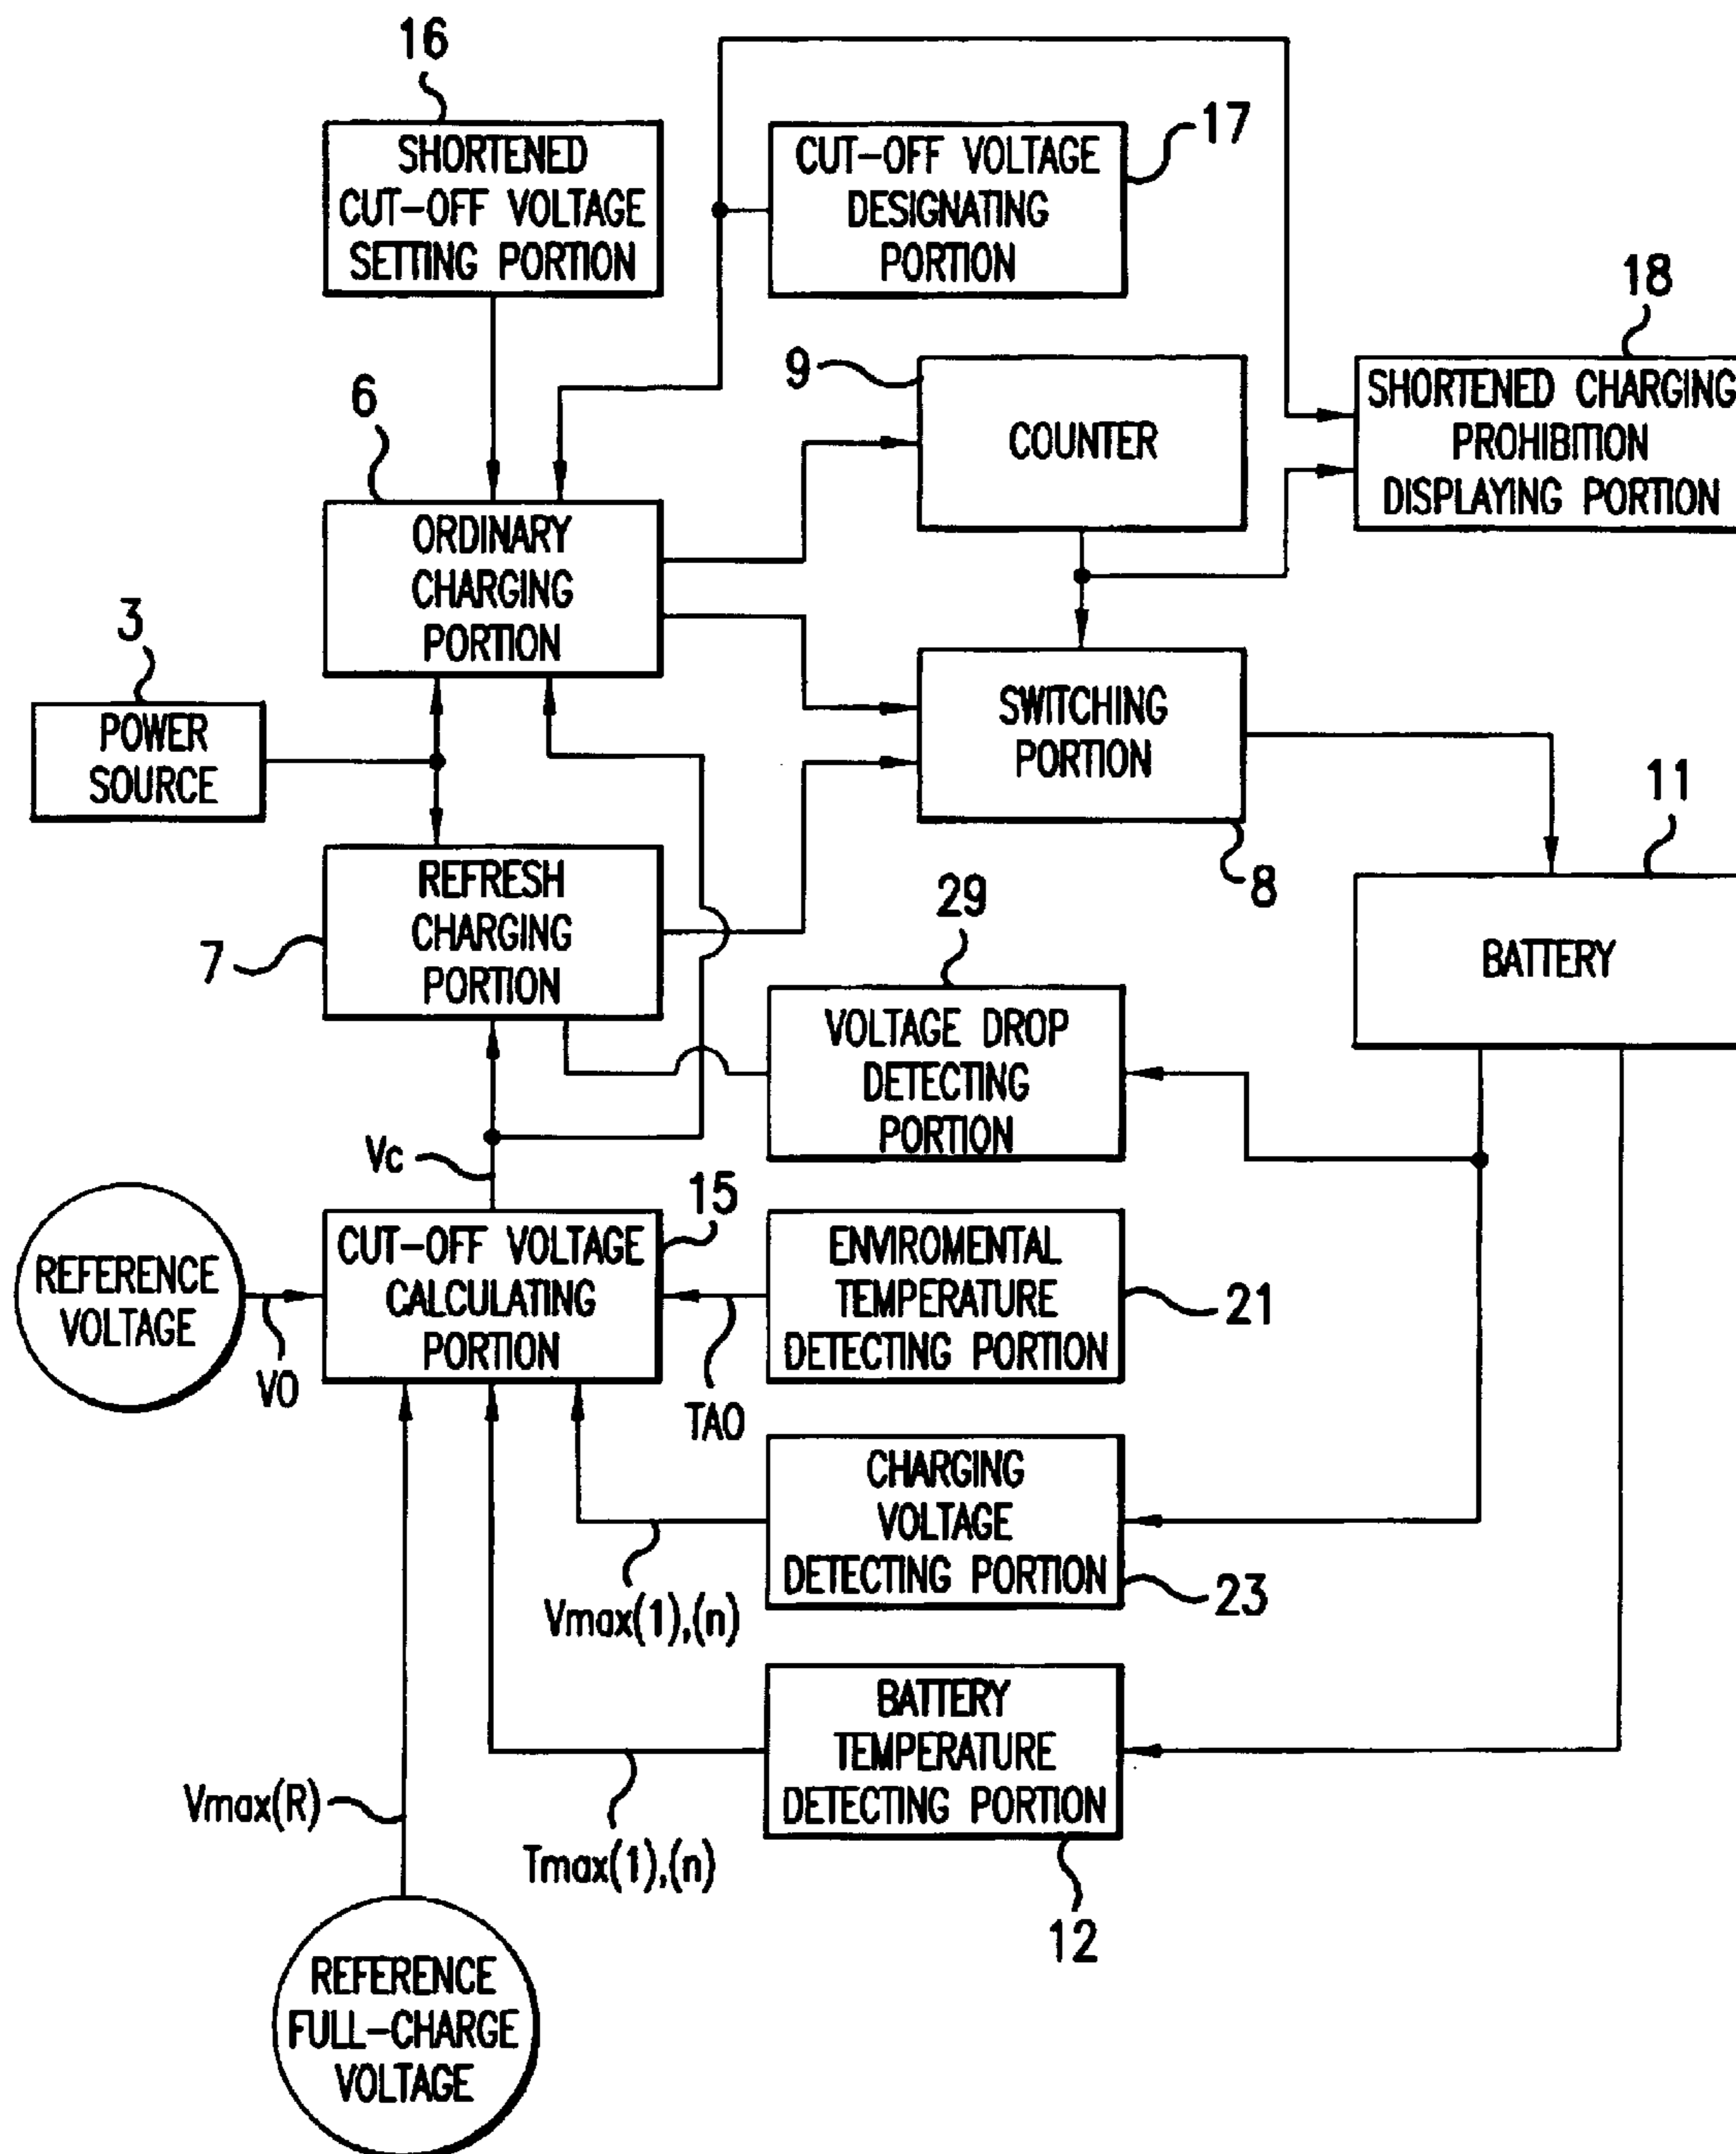 16
SHORTENED
CUT-OFF VOLTAGE
SETTING PORTION
CUT-OFF VOLTAGE
DESIGNATING
PORTION
17
18
SHORTENED CHARGING
PROHIBITION
DISPLAYING PORTION
9
COUNTER
6
ORDINARY
CHARGING
PORTION
3
POWER
SOURCE
SWITCHING
PORTION
8
11
BATTERY
REFRESH
CHARGING
PORTION
7
29
VOLTAGE DROP
DETECTING
PORTION
Vc
15
CUT-OFF VOLTAGE
CALCULATING
PORTION
REFERENCE
VOLTAGE
VO
ENVIROMENTAL
TEMPERATURE
DETECTING PORTION
21
TAO
CHARGING
VOLTAGE
DETECTING PORTION
23
Vmax(1),(n)
BATTERY
TEMPERATURE
DETECTING PORTION
12
Vmax(R)
Tmax(1),(n)
REFERENCE
FULL-CHARGE
VOLTAGE